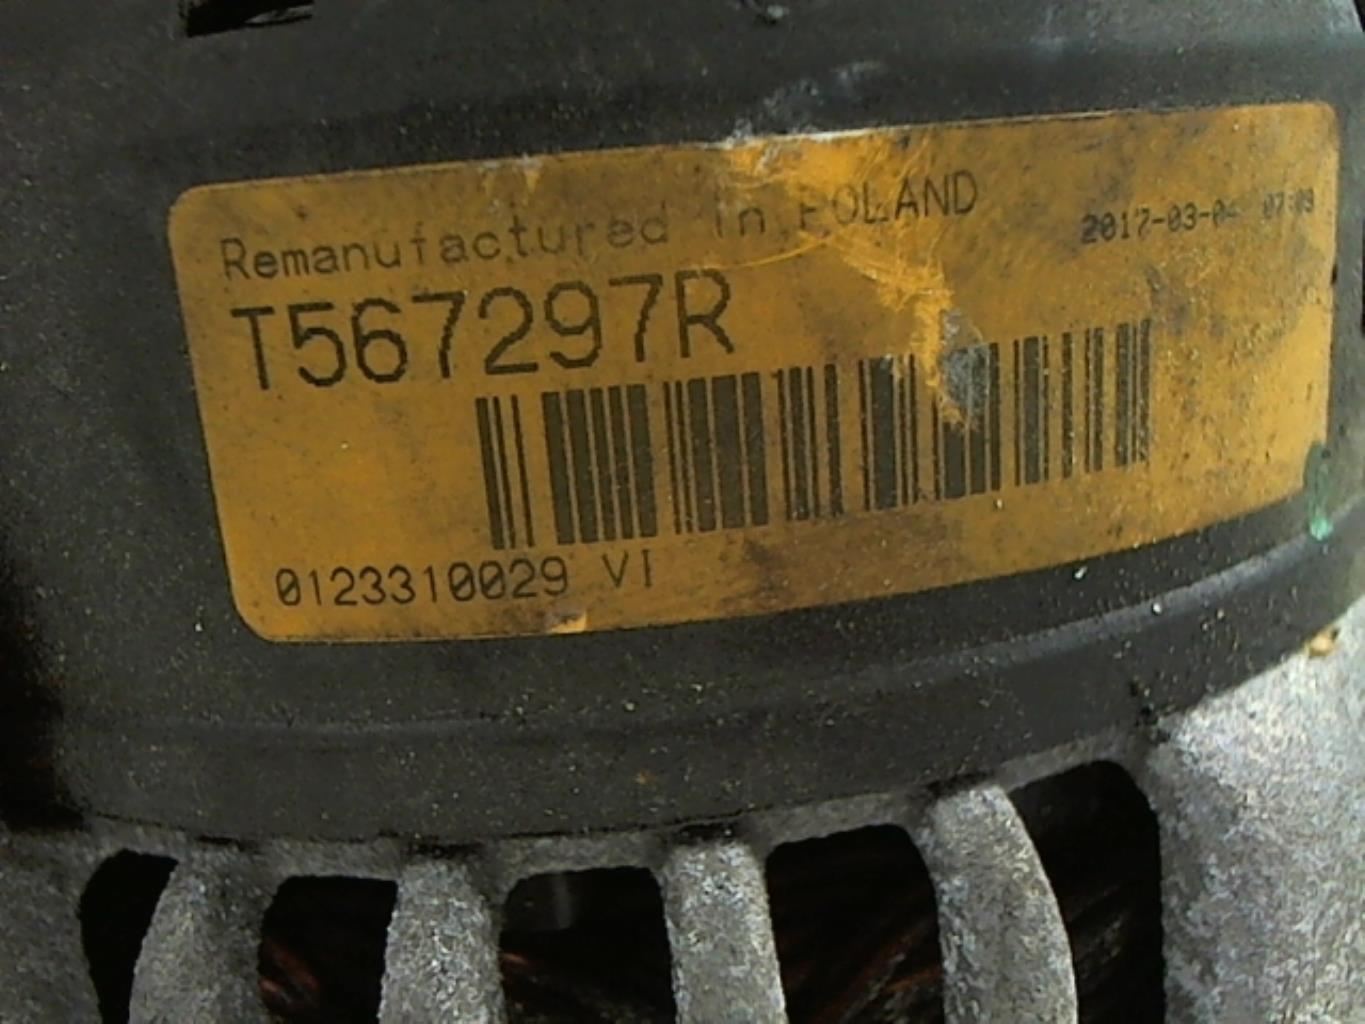 Remanufactured in POLAND
2017-03-04 07:09
T567297R
0123310029 VI